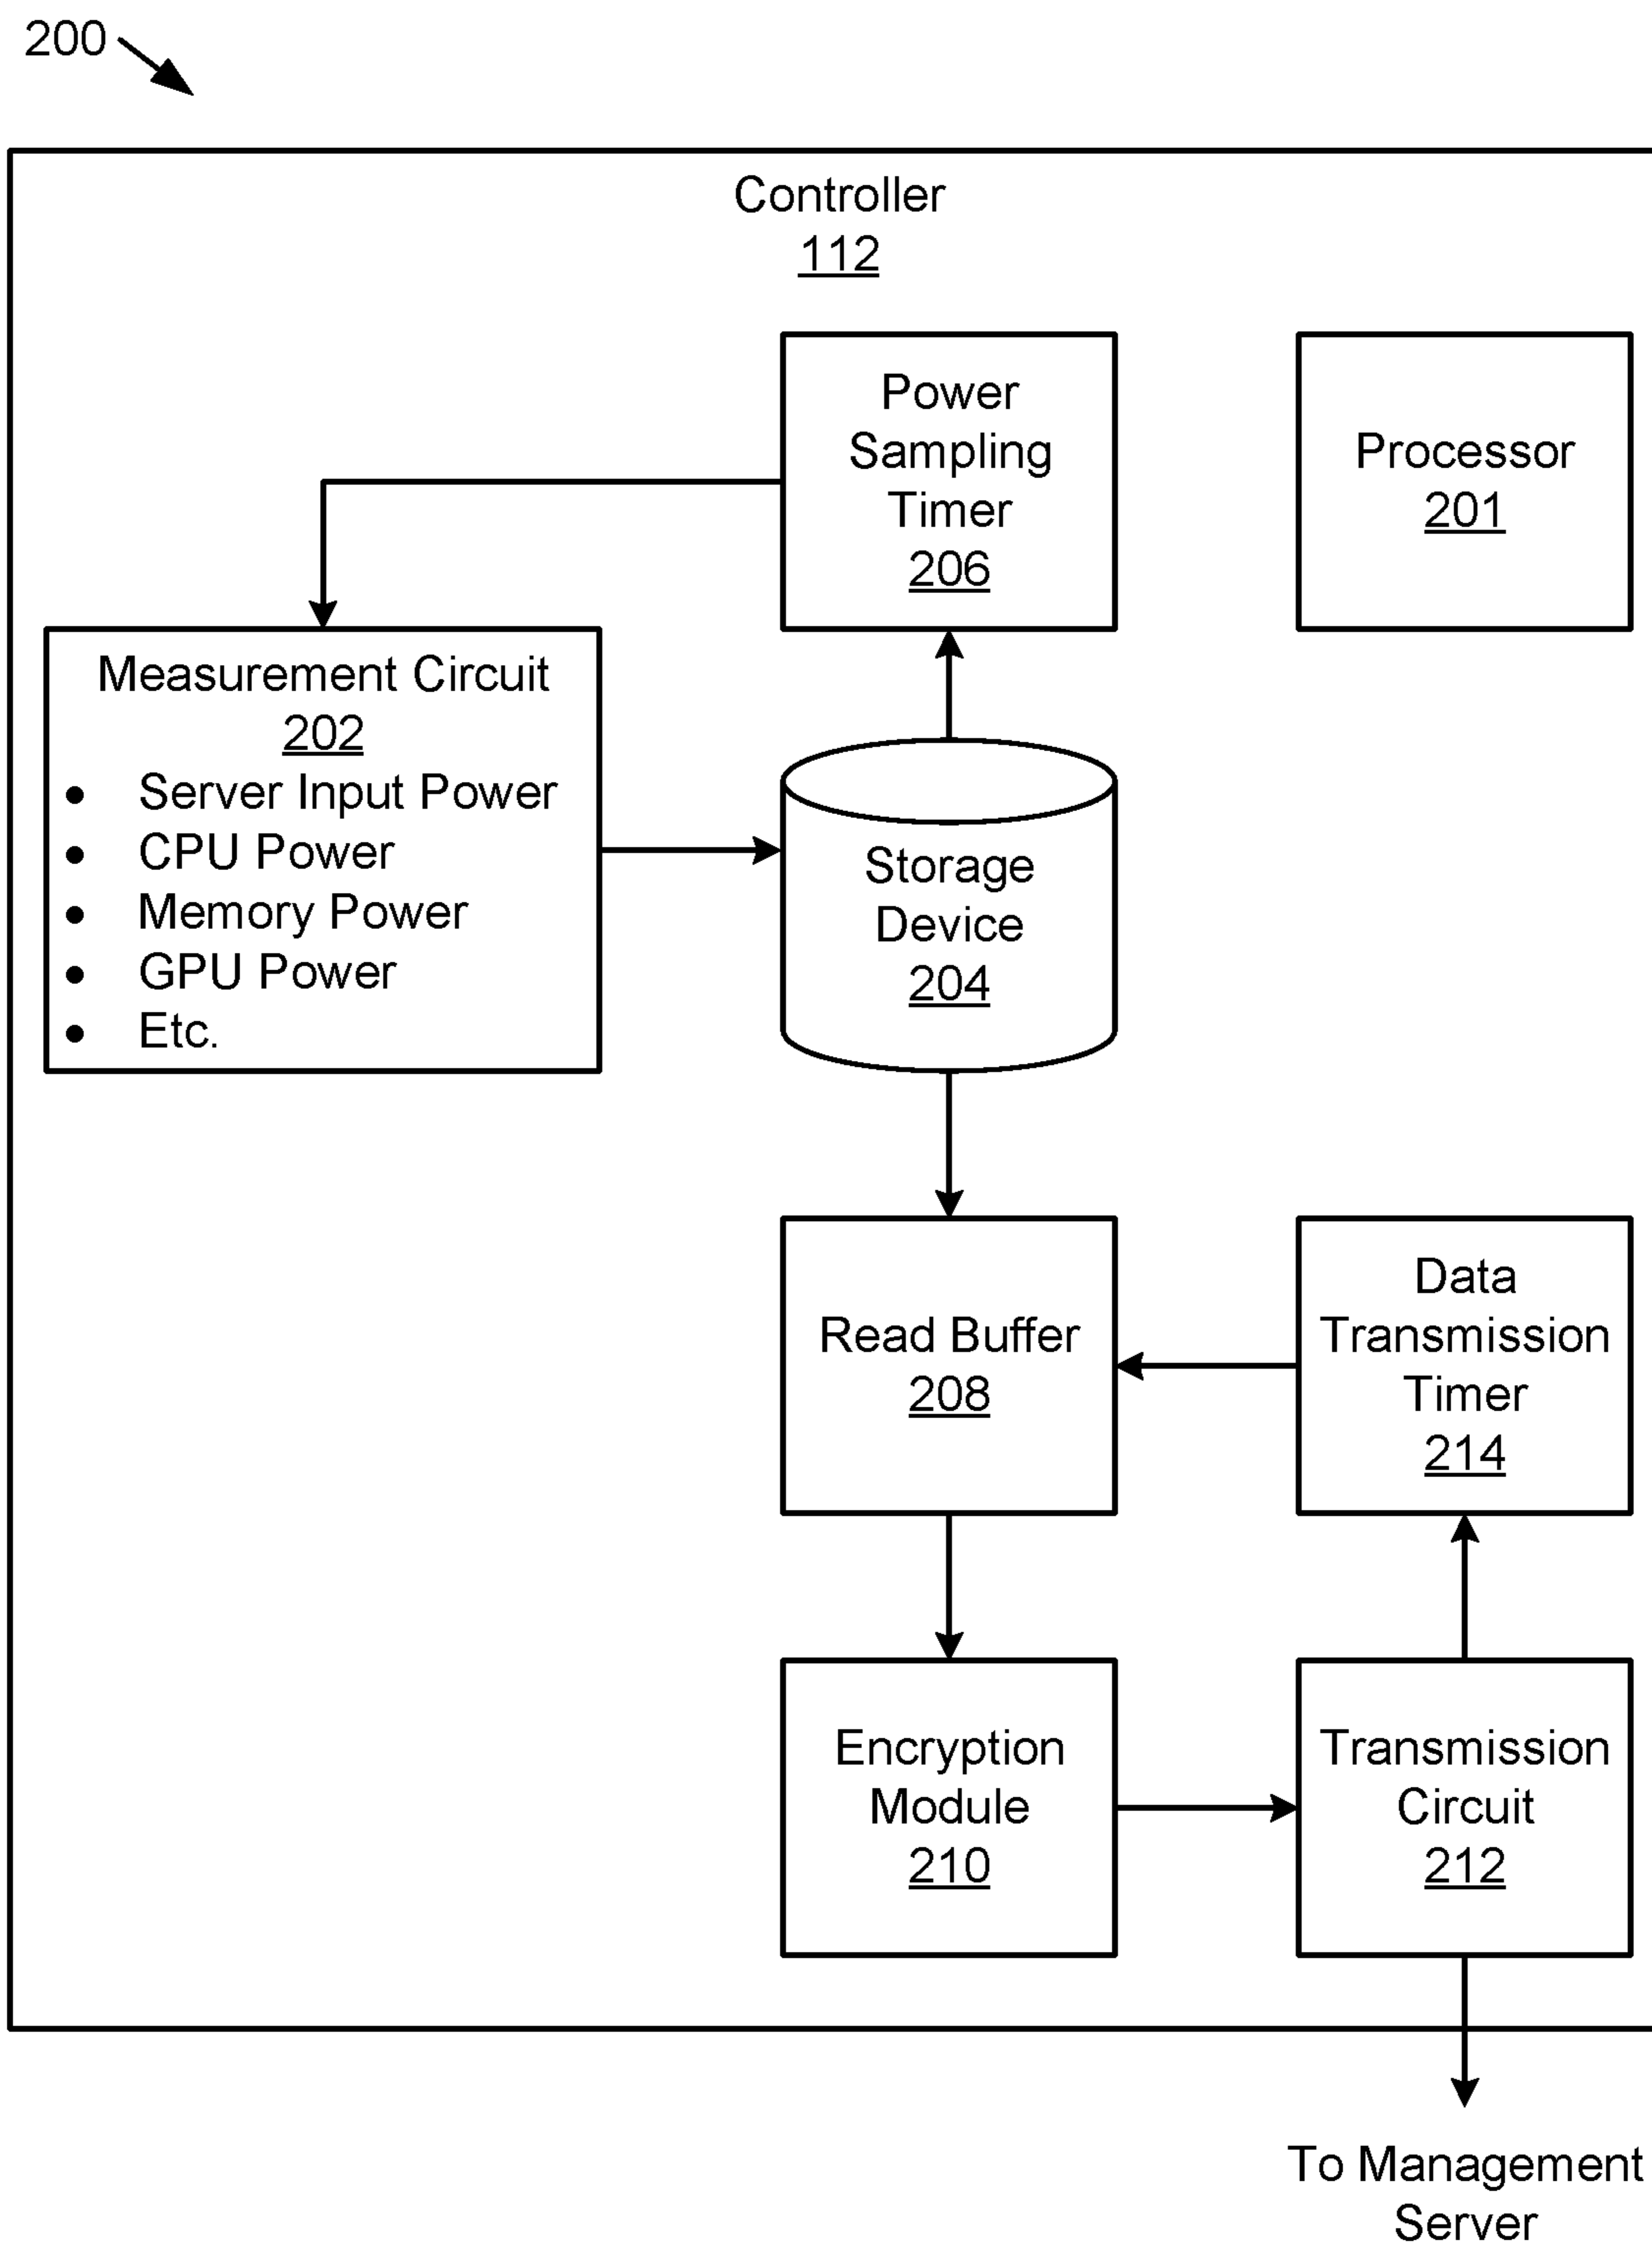 200
Controller
112
Power
Sampling
Timer
206
Processor
201
Measurement Circuit
202
• Server Input Power
• CPU Power
• Memory Power
• GPU Power
• Etc.
Storage
Device
204
Read Buffer
208
Data
Transmission
Timer
214
Encryption
Module
210
Transmission
Circuit
212
To Management
Server